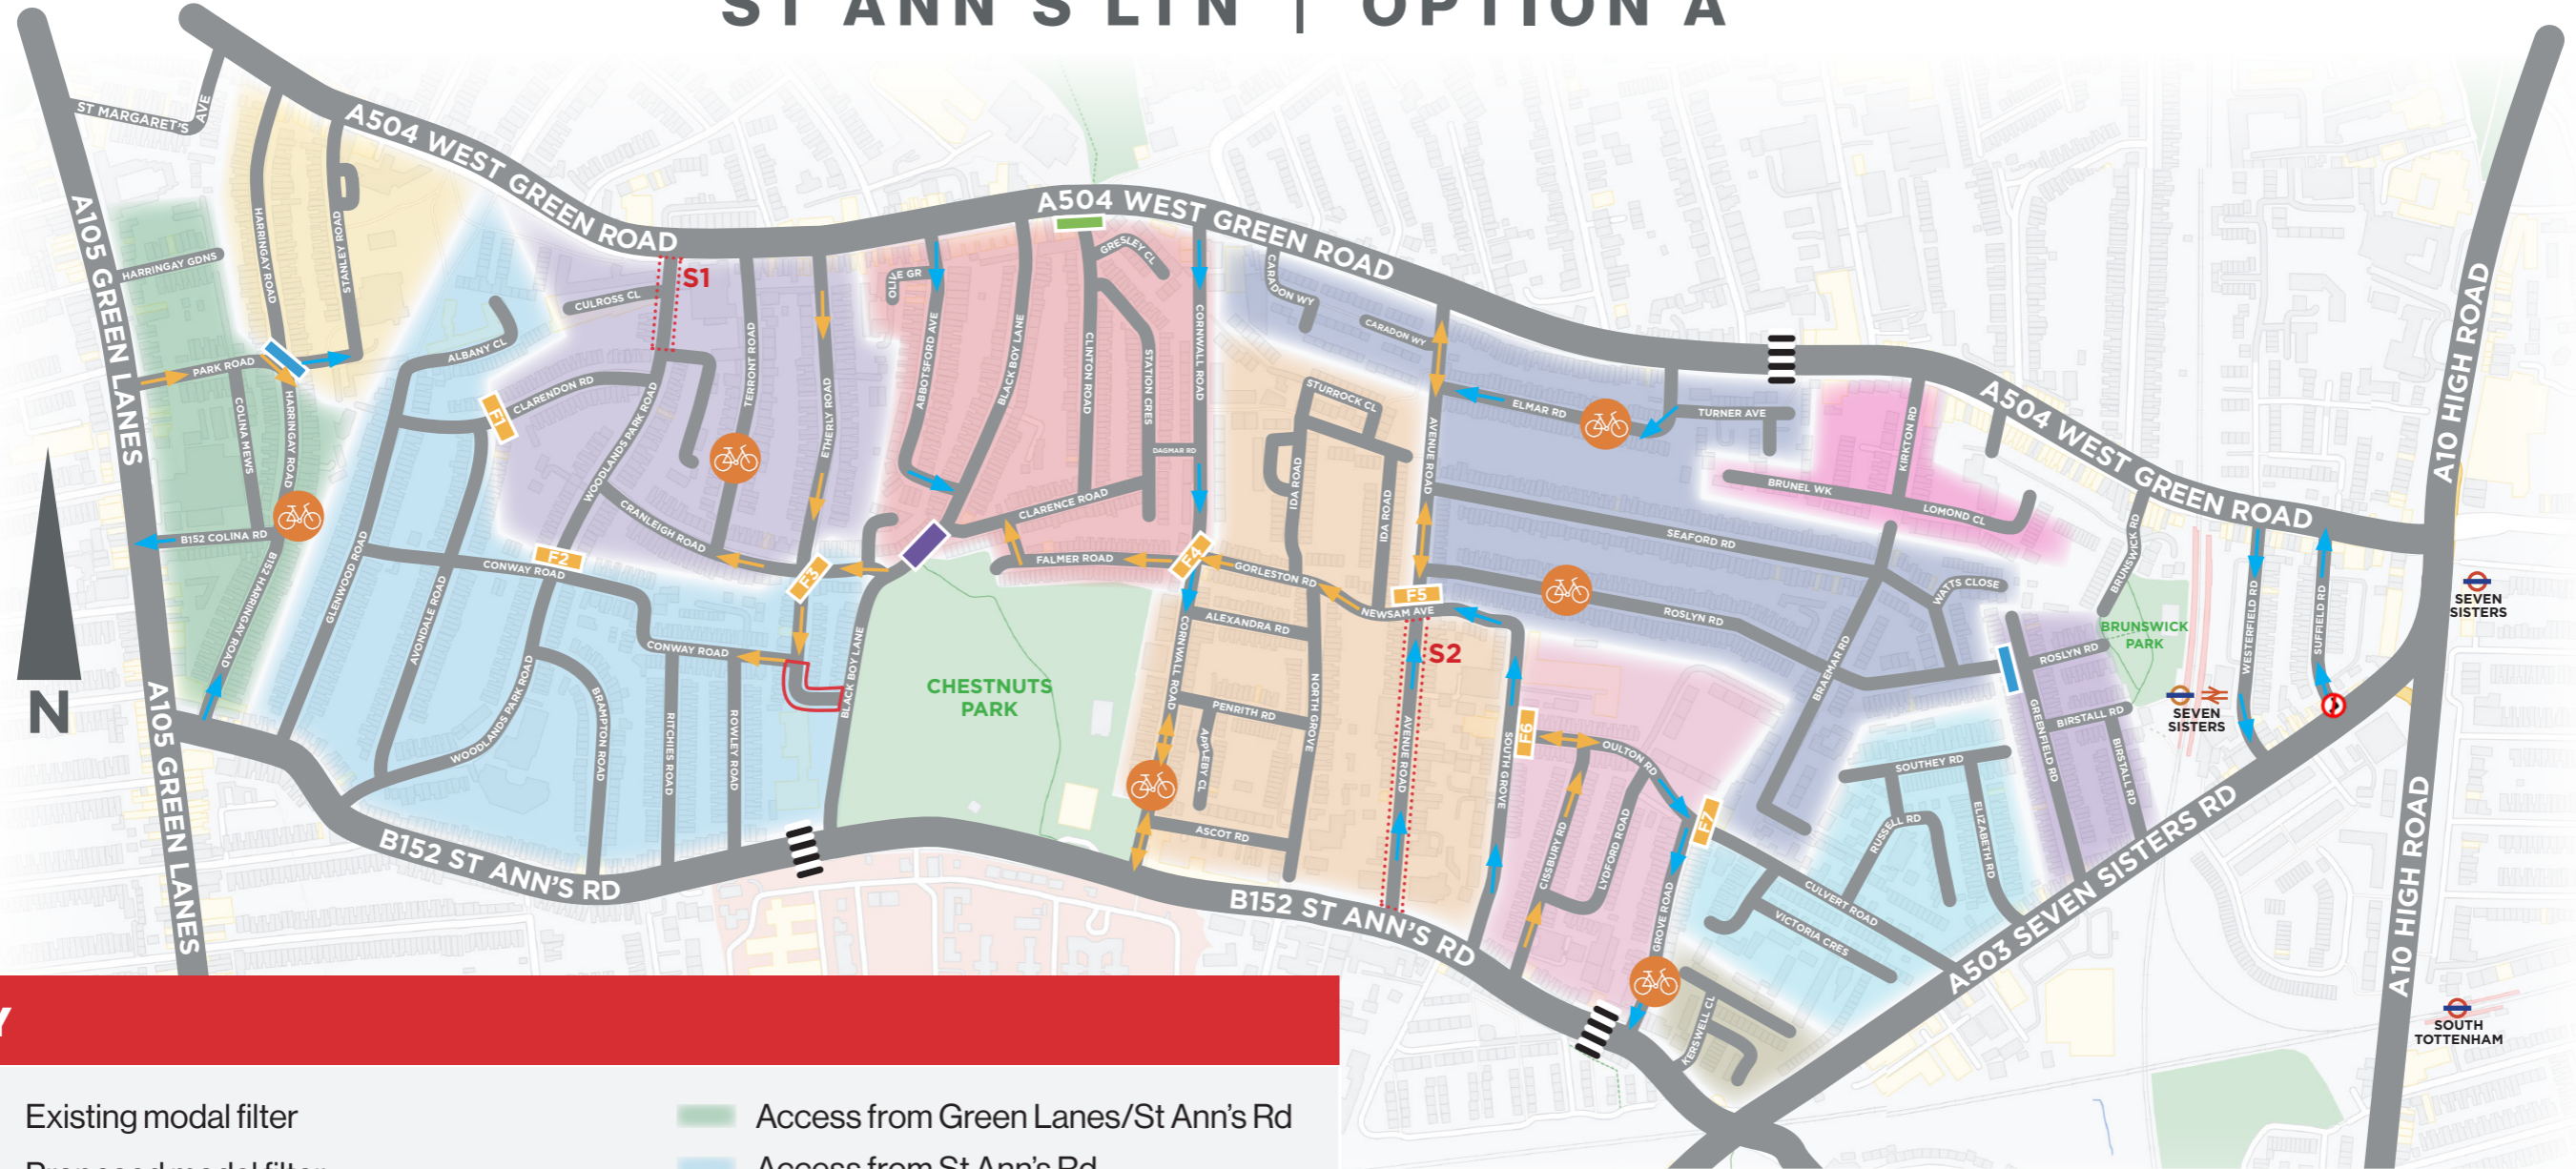 ST ANN'S LTN | OPTION A
ST MARGARET'S AVE
A504 WEST GREEN ROAD
A504 WEST GREEN ROAD
A504 WEST GREEN ROAD
A105 GREEN LANES
A105 GREEN LANES
A10 HIGH ROAD
A10 HIGH ROAD
HARRINGAY GDNS
HARRINGAY ROAD
STANLEY ROAD
PARK ROAD
COLINA MEWS
HARRINGAY ROAD
B152 COLINA RD
B152 HARRINGAY ROAD
ALBANY CL
CULROSS CL
S1
F1
CLARENDON RD
WOODLANDS PARK ROAD
TERRONT ROAD
ETHERLY ROAD
CRANLEIGH ROAD
F2
F3
GLENWOOD ROAD
AVONDALE ROAD
CONWAY ROAD
CONWAY ROAD
WOODLANDS PARK ROAD
BRAMPTON ROAD
RITCHIES ROAD
ROWLEY ROAD
BLACK BOY LANE
ABBOTSFORD AVE
BLACK BOY LANE
CLINTON ROAD
GRESLEY CL
STATION CRES
CORNWALL ROAD
DAGMAR RD
CLARENCE ROAD
FALMER ROAD
F4
GORLESTON RD
CHESTNUTS
PARK
CORNWALL ROAD
ALEXANDRA RD
PENRITH RD
APPLEBY CL
ASCOT RD
NORTH GROVE
CARADON WY
CARADON WY
STURROCK CL
IDA ROAD
IDA ROAD
AVENUE ROAD
F5
NEWSAM AVE
S2
AVENUE ROAD
SOUTH GROVE
ELMAR RD
TURNER AVE
SEAFORD RD
ROSLYN RD
BRAEMAR RD
WATTS CLOSE
KIRKTON RD
BRUNEL WK
LOMOND CL
F6
OULTON RD
CISSBURY RD
LYDFORD ROAD
F7
GROVE ROAD
KERSWELL CL
CULVERT ROAD
VICTORIA CRES
SOUTHEY RD
RUSSELL RD
ELIZABETH RD
ROSLYN RD
GREENFIELD RD
BIRSTALL RD
BIRSTALL RD
BRUNSWICK RD
BRUNSWICK
PARK
WESTERFIELD RD
SUFFIELD RD
SEVEN
SISTERS
SEVEN
SISTERS
SOUTH
TOTTENHAM
A503 SEVEN SISTERS RD
B152 ST ANN'S RD
B152 ST ANN'S RD
N
Y
Existing modal filter
Proposed modal filter
Access from Green Lanes/St Ann's Rd
Access from St Ann's Rd